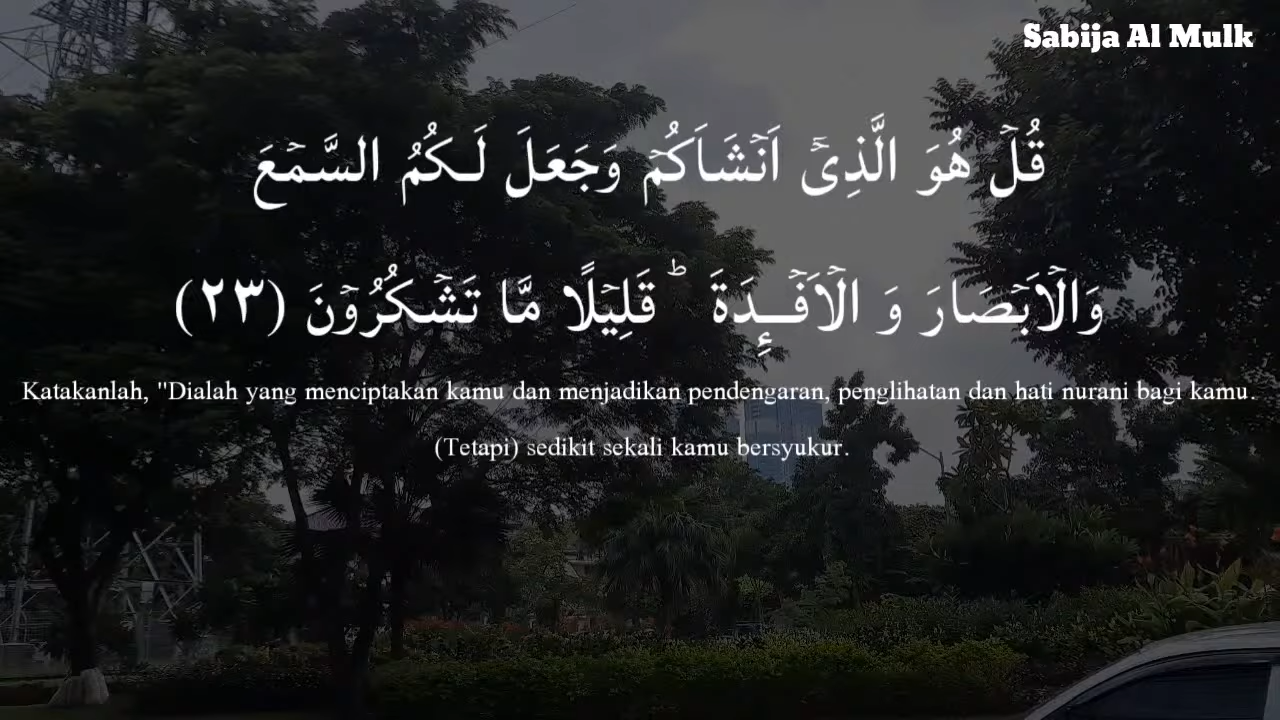 Sabija Al Mulk
قُلۡ هُوَ الَّذِىۡۤ اَنۡشَاَكُمۡ وَجَعَلَ لَـكُمُ السَّمۡعَ
وَالۡاَبۡصَارَ وَ الۡاَفۡـِٕدَةَ ؕ قَلِيۡلًا مَّا تَشۡكُرُوۡنَ (٢٣)
Katakanlah, "Dialah yang menciptakan kamu dan menjadikan pendengaran, penglihatan dan hati nurani bagi kamu.
(Tetapi) sedikit sekali kamu bersyukur.